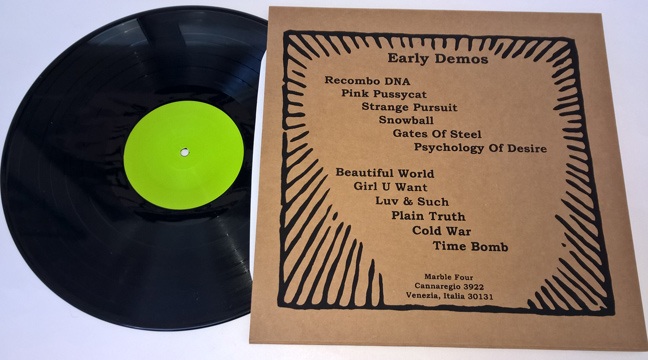 Early Demos
Recombo DNA
Pink Pussycat
Strange Pursuit
Snowball
Gates Of Steel
Psychology Of Desire
Beautiful World
Girl U Want
Luv & Such
Plain Truth
Cold War
Time Bomb
Marble Four
Cannaregio 3922
Venezia, Italia 30131